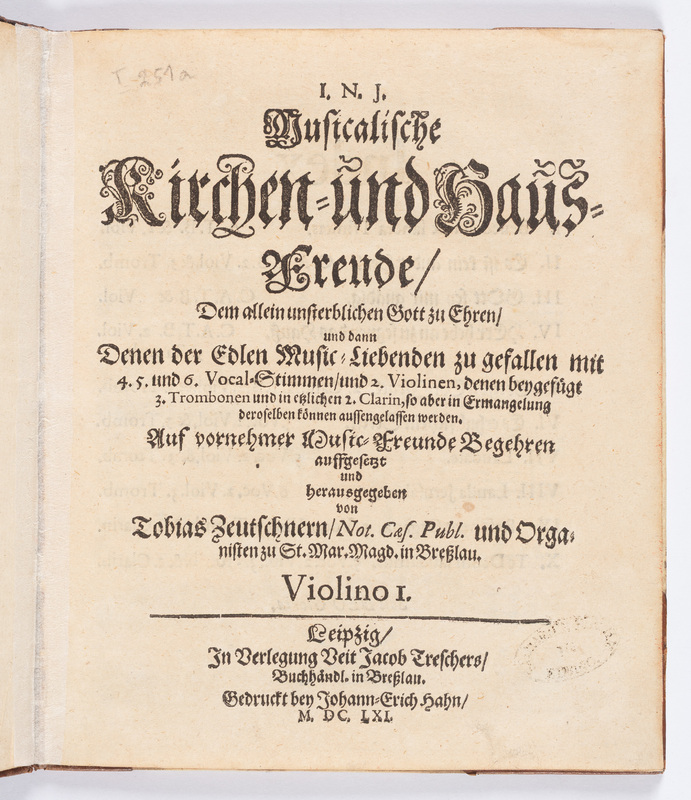 T 251a
I. N. J.
Musicalische
Kirchen-und Hauß-
Freude/
Dem allein unsterblichen Gott zu Ehren/
und dann
Denen der Edlen Music-Liebenden zu gefallen mit
4. 5. und 6. Vocal-Stimmen/und 2. Violinen, denen beygefügt
3. Trombonen und in etzlichen 2. Clarin, so aber in Ermangelung
deroselben können aussengelassen werden.
Auf vornehmer Music-Freunde Begehren
auffgesetzt
und
herausgegeben
von
Tobias Zeutschnern/Not. Cæs. Publ. und Orga-
nisten zu St. Mar. Magd. in Breßlau.
Violino 1.
Leipzig/
In Verlegung Veit Jacob Treschers/
Buchhändl. in Breßlau.
Gedruckt bey Johann-Erich Hahn/
M. DC. LXI.